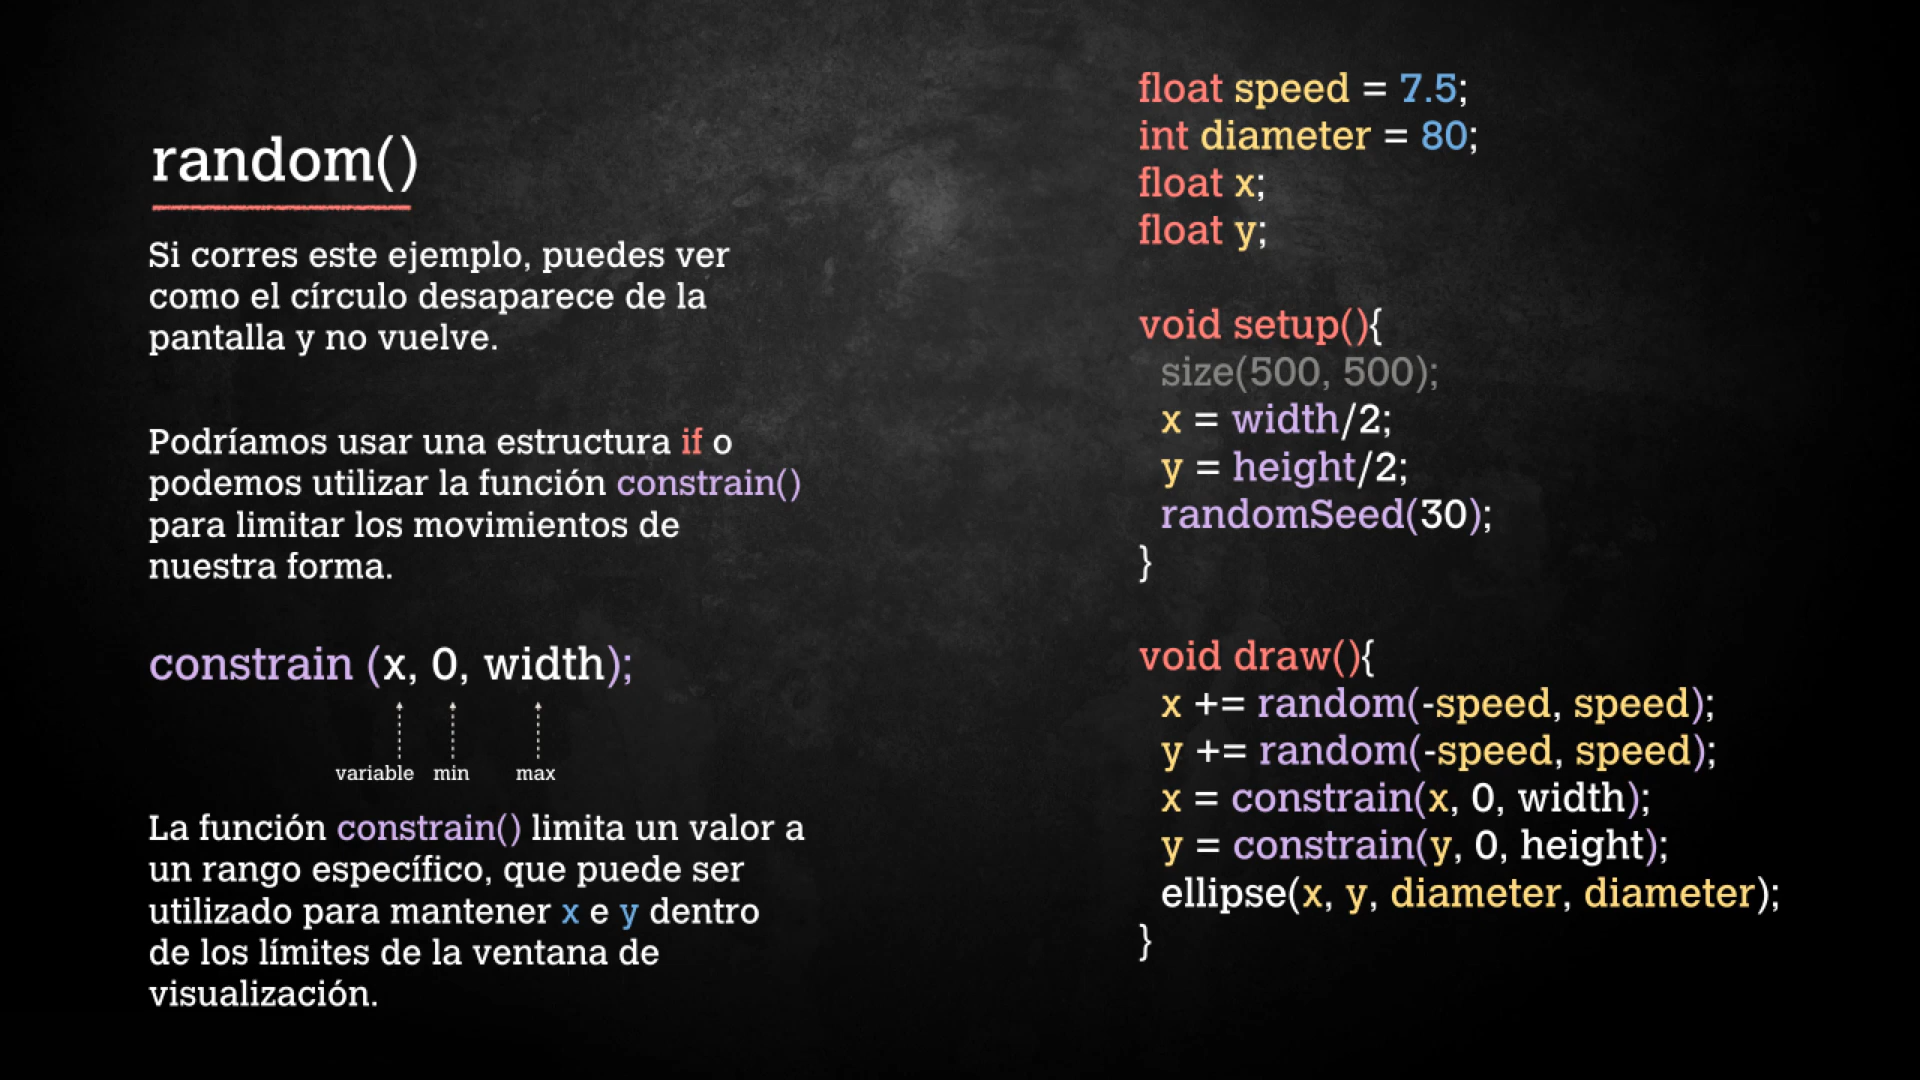 random()
Si corres este ejemplo, puedes ver
como el círculo desaparece de la
pantalla y no vuelve.
Podríamos usar una estructura if o
podemos utilizar la función constrain()
para limitar los movimientos de
nuestra forma.
constrain (x, 0, width);
variable min max
La función constrain() limita un valor a
un rango específico, que puede ser
utilizado para mantener x e y dentro
de los límites de la ventana de
visualización.
float speed = 7.5;
int diameter = 80;
float x;
float y;
void setup(){
size(500, 500);
x = width/2;
y = height/2;
randomSeed(30);
}
void draw(){
x += random(-speed, speed);
y += random(-speed, speed);
x = constrain(x, 0, width);
y = constrain(y, 0, height);
ellipse(x, y, diameter, diameter);
}